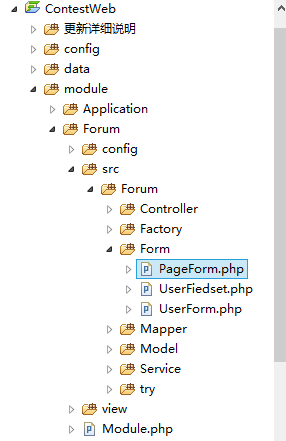 ContestWeb
更新详细说明
config
data
module
Application
Forum
config
src
Forum
Controller
Factory
Form
PageForm.php
UserFiedset.php
UserForm.php
Mapper
Model
Service
try
view
Module.php